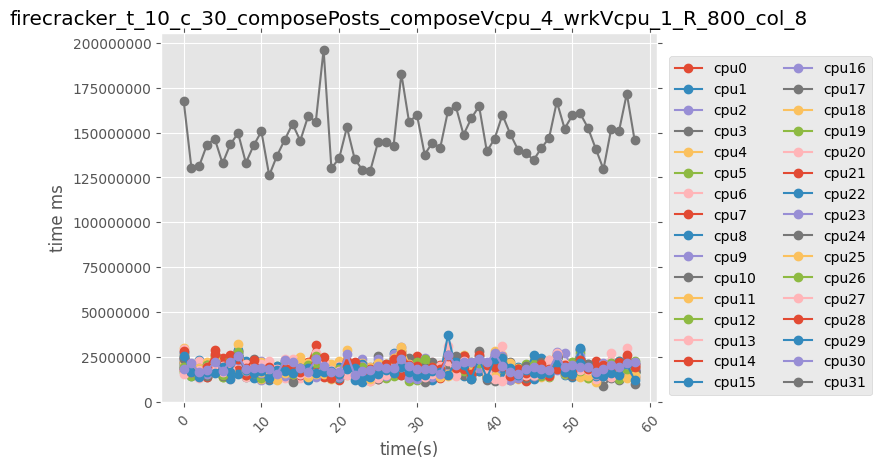 firecracker_t_10_c_30_composePosts_composeVcpu_4_wrkVcpu_1_R_800_col_8
time ms
200000000
175000000
150000000
125000000
100000000
75000000
50000000
25000000
0
0 10 20 30 40 50 60
time(s)
cpu0 cpu16
cpu1 cpu17
cpu2 cpu18
cpu3 cpu19
cpu4 cpu20
cpu5 cpu21
cpu6 cpu22
cpu7 cpu23
cpu8 cpu24
cpu9 cpu25
cpu10 cpu26
cpu11 cpu27
cpu12 cpu28
cpu13 cpu29
cpu14 cpu30
cpu15 cpu31